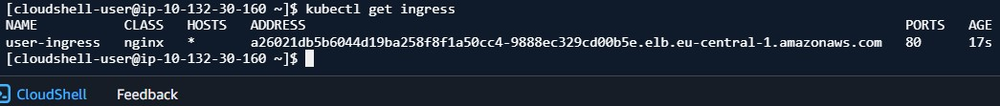 [cloudshell-user@ip-10-132-30-160 ~]$ kubectl get ingress
NAME CLASS HOSTS ADDRESS PORTS AGE
user-ingress nginx * a26021db5b6044d19ba258f8f1a50cc4-9888ec329cd00b5e.elb.eu-central-1.amazonaws.com 80 17s
[cloudshell-user@ip-10-132-30-160 ~]$
CloudShell Feedback